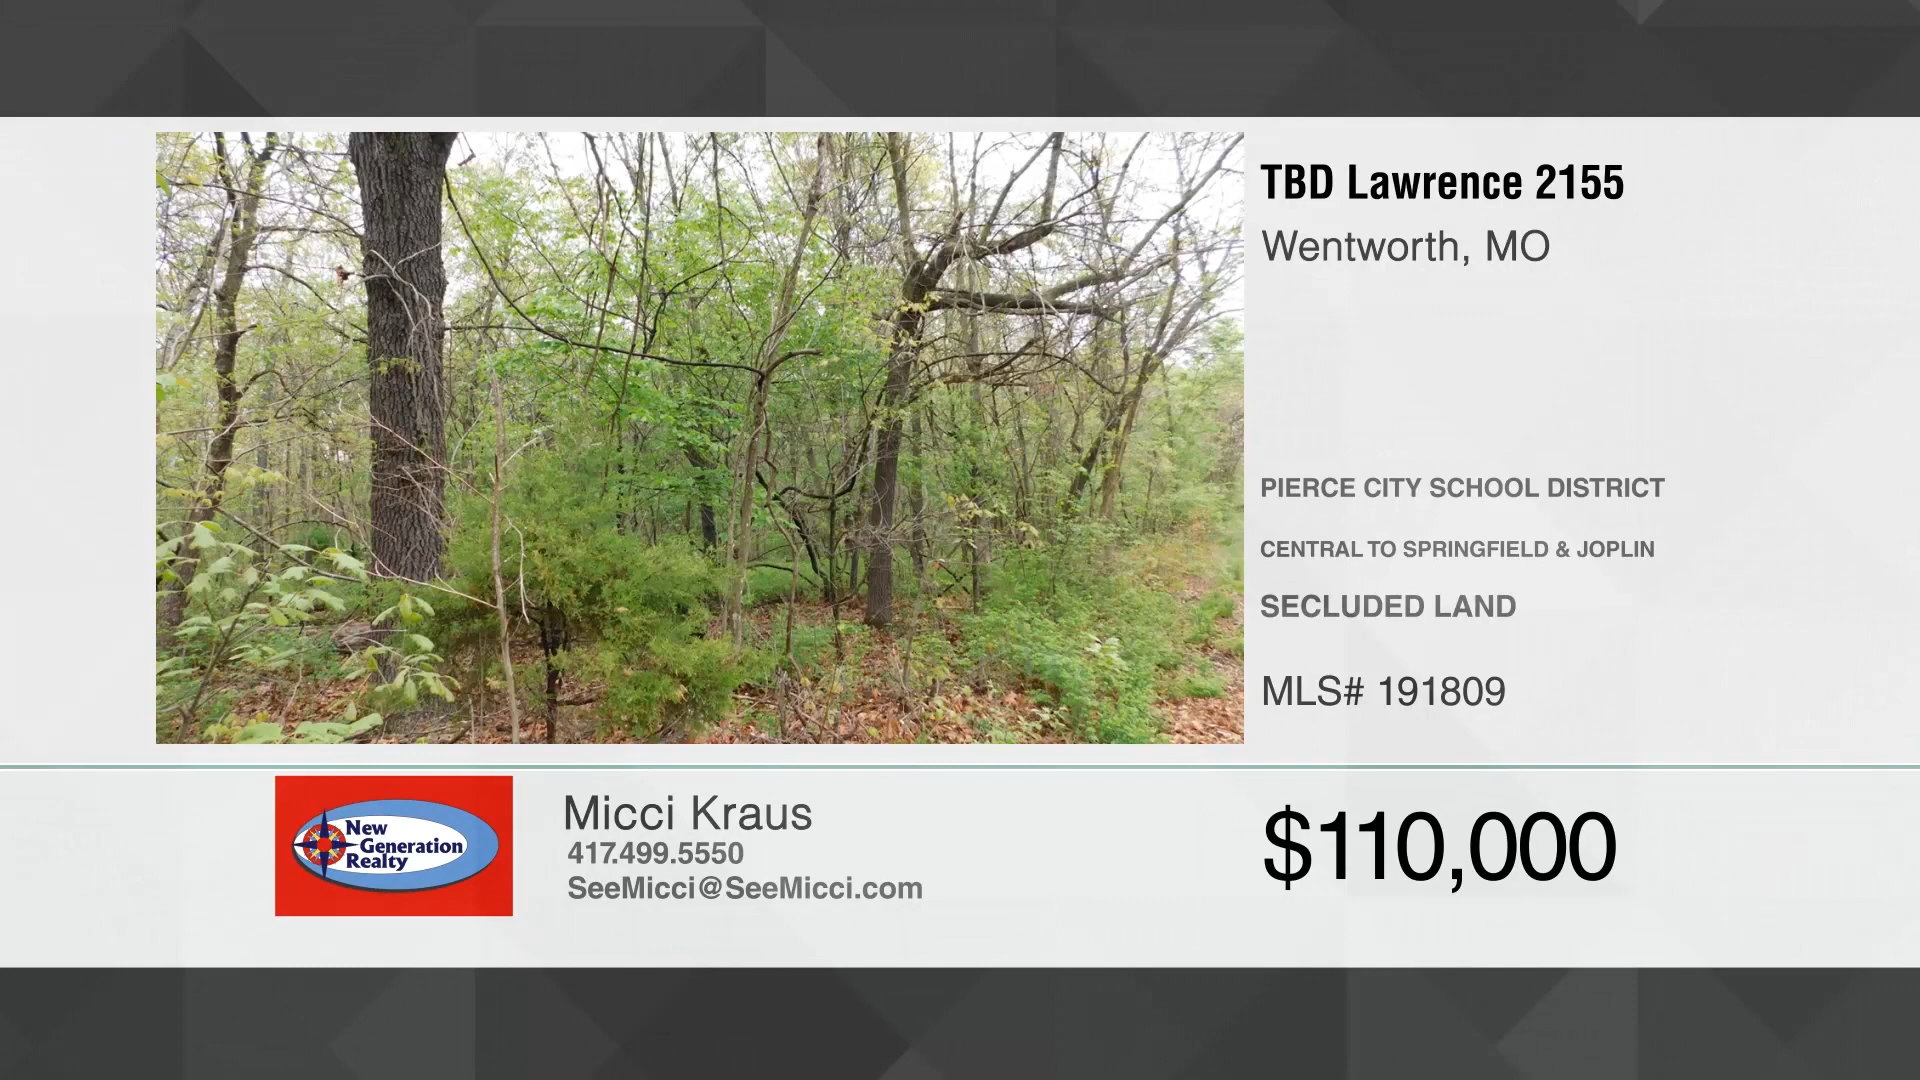 TBD Lawrence 2155
Wentworth, MO
PIERCE CITY SCHOOL DISTRICT
CENTRAL TO SPRINGFIELD & JOPLIN
SECLUDED LAND
MLS# 191809
New
Generation
Realty
Micci Kraus
417.499.5550
SeeMicci@SeeMicci.com
$110,000